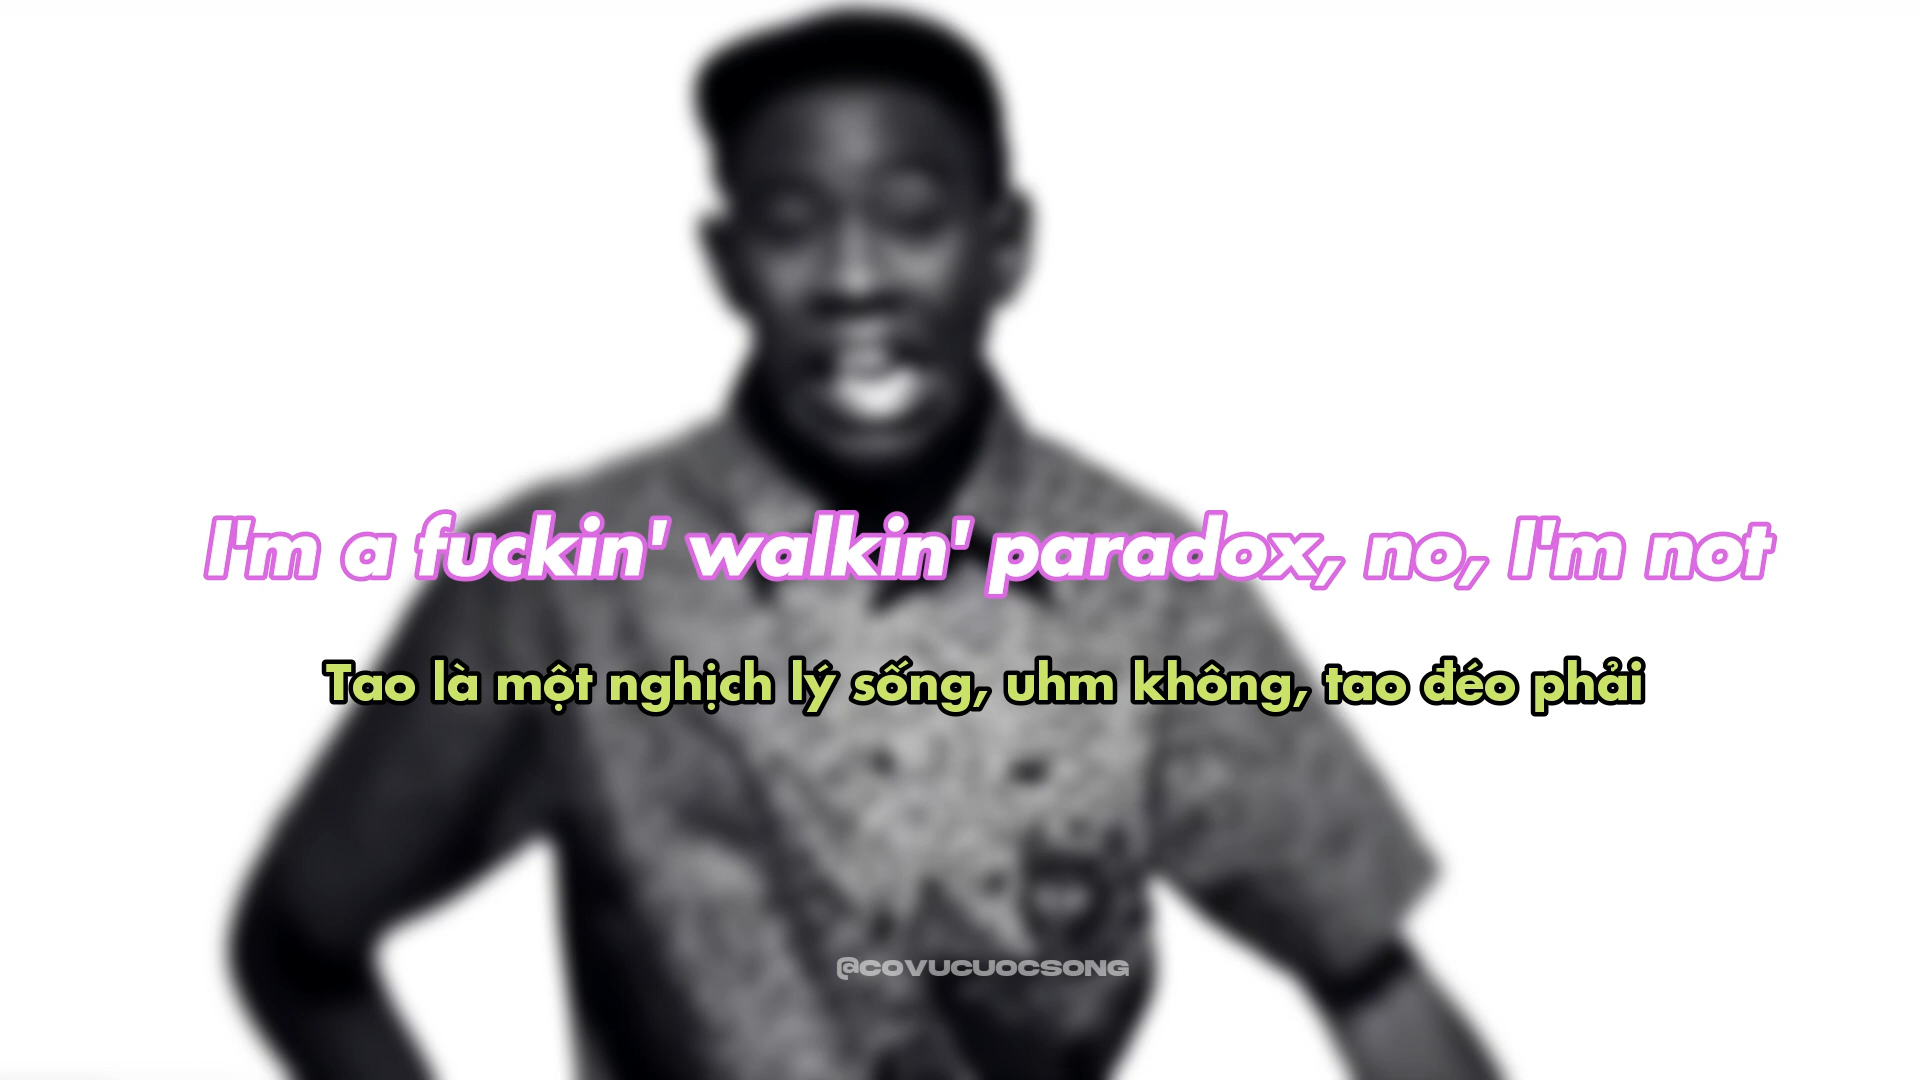 I'm a fuckin' walkin' paradox, no, I'm not
Tao là một nghịch lý sống, uhm không, tao đéo phải
@COVUCUOCSONG